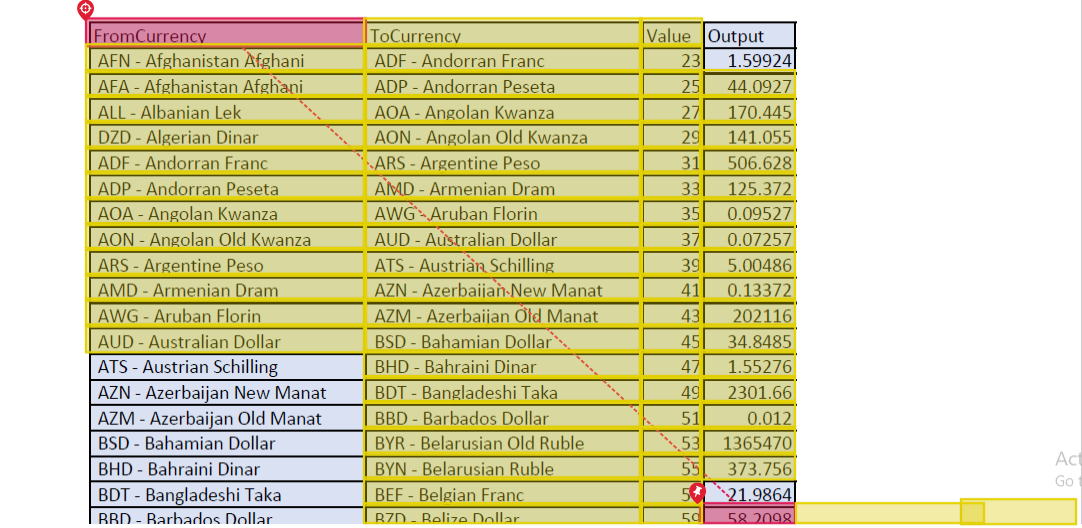 FromCurrency ToCurrency Value Output
AFN - Afghanistan Afghani ADF - Andorran Franc 23 1.59924
AFA - Afghanistan Afghani ADP - Andorran Peseta 25 44.0927
ALL - Albanian Lek AOA - Angolan Kwanza 27 170.445
DZD - Algerian Dinar AON - Angolan Old Kwanza 29 141.055
ADF - Andorran Franc ARS - Argentine Peso 31 506.628
ADP - Andorran Peseta AMD - Armenian Dram 33 125.372
AOA - Angolan Kwanza AWG - Aruban Florin 35 0.09527
AON - Angolan Old Kwanza AUD - Australian Dollar 37 0.07257
ARS - Argentine Peso ATS - Austrian Schilling 39 5.00486
AMD - Armenian Dram AZN - Azerbaijan New Manat 41 0.13372
AWG - Aruban Florin AZM - Azerbaijan Old Manat 43 202116
AUD - Australian Dollar BSD - Bahamian Dollar 45 34.8485
ATS - Austrian Schilling BHD - Bahraini Dinar 47 1.55276
AZN - Azerbaijan New Manat BDT - Bangladeshi Taka 49 2301.66
AZM - Azerbaijan Old Manat BBD - Barbados Dollar 51 0.012
BSD - Bahamian Dollar BYR - Belarusian Old Ruble 53 1365470
BHD - Bahraini Dinar BYN - Belarusian Ruble 55 373.756
Act
BDT - Bangladeshi Taka BEF - Belgian Franc 21.9864
Go t
BBD - Barbados Dollar BZD - Belize Dollar 59 58.2098